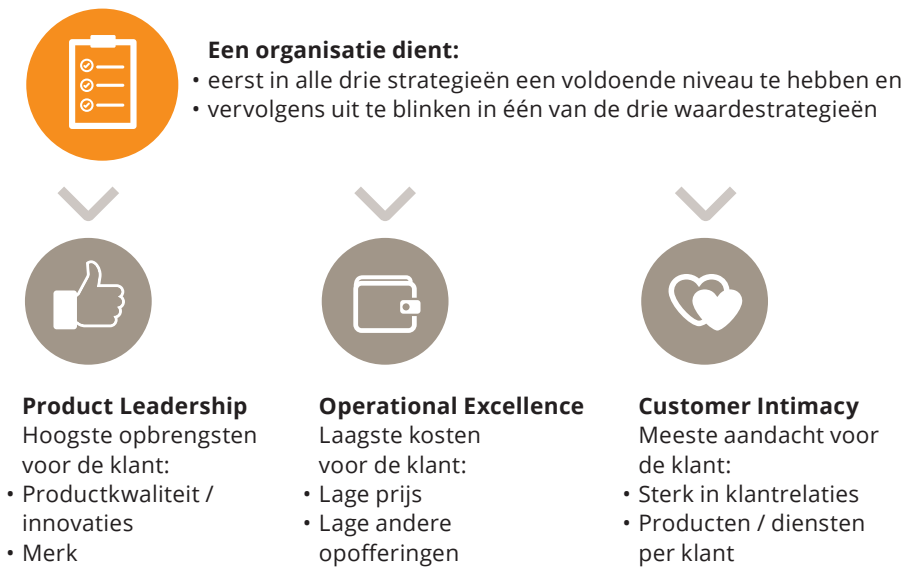 Een organisatie dient:
• eerst in alle drie strategieën een voldoende niveau te hebben en
• vervolgens uit te blinken in één van de drie waardestrategieën
Product Leadership
Hoogste opbrengsten
voor de klant:
• Productkwaliteit /
innovaties
• Merk
Operational Excellence
Laagste kosten
voor de klant:
• Lage prijs
• Lage andere
opofferingen
Customer Intimacy
Meeste aandacht voor
de klant:
• Sterk in klantrelaties
• Producten / diensten
per klant